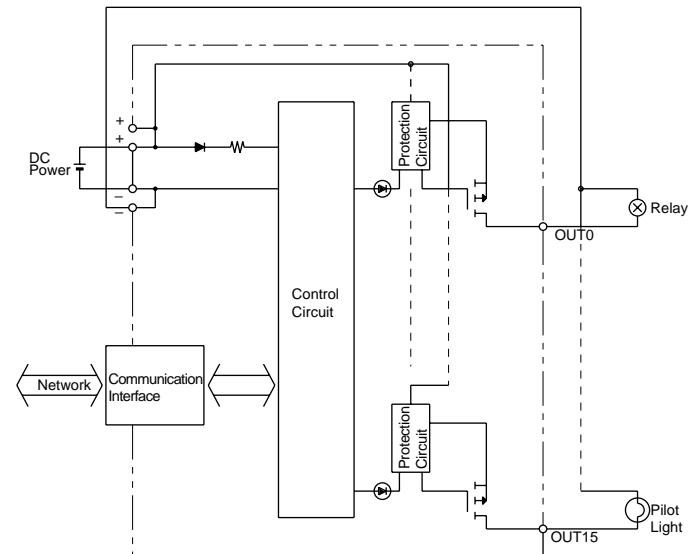 +
+
DC
Power
−
−
Protection
Circuit
Relay
OUT0
Control
Circuit
Network
Communication
Interface
Protection
Circuit
Pilot
Light
OUT15